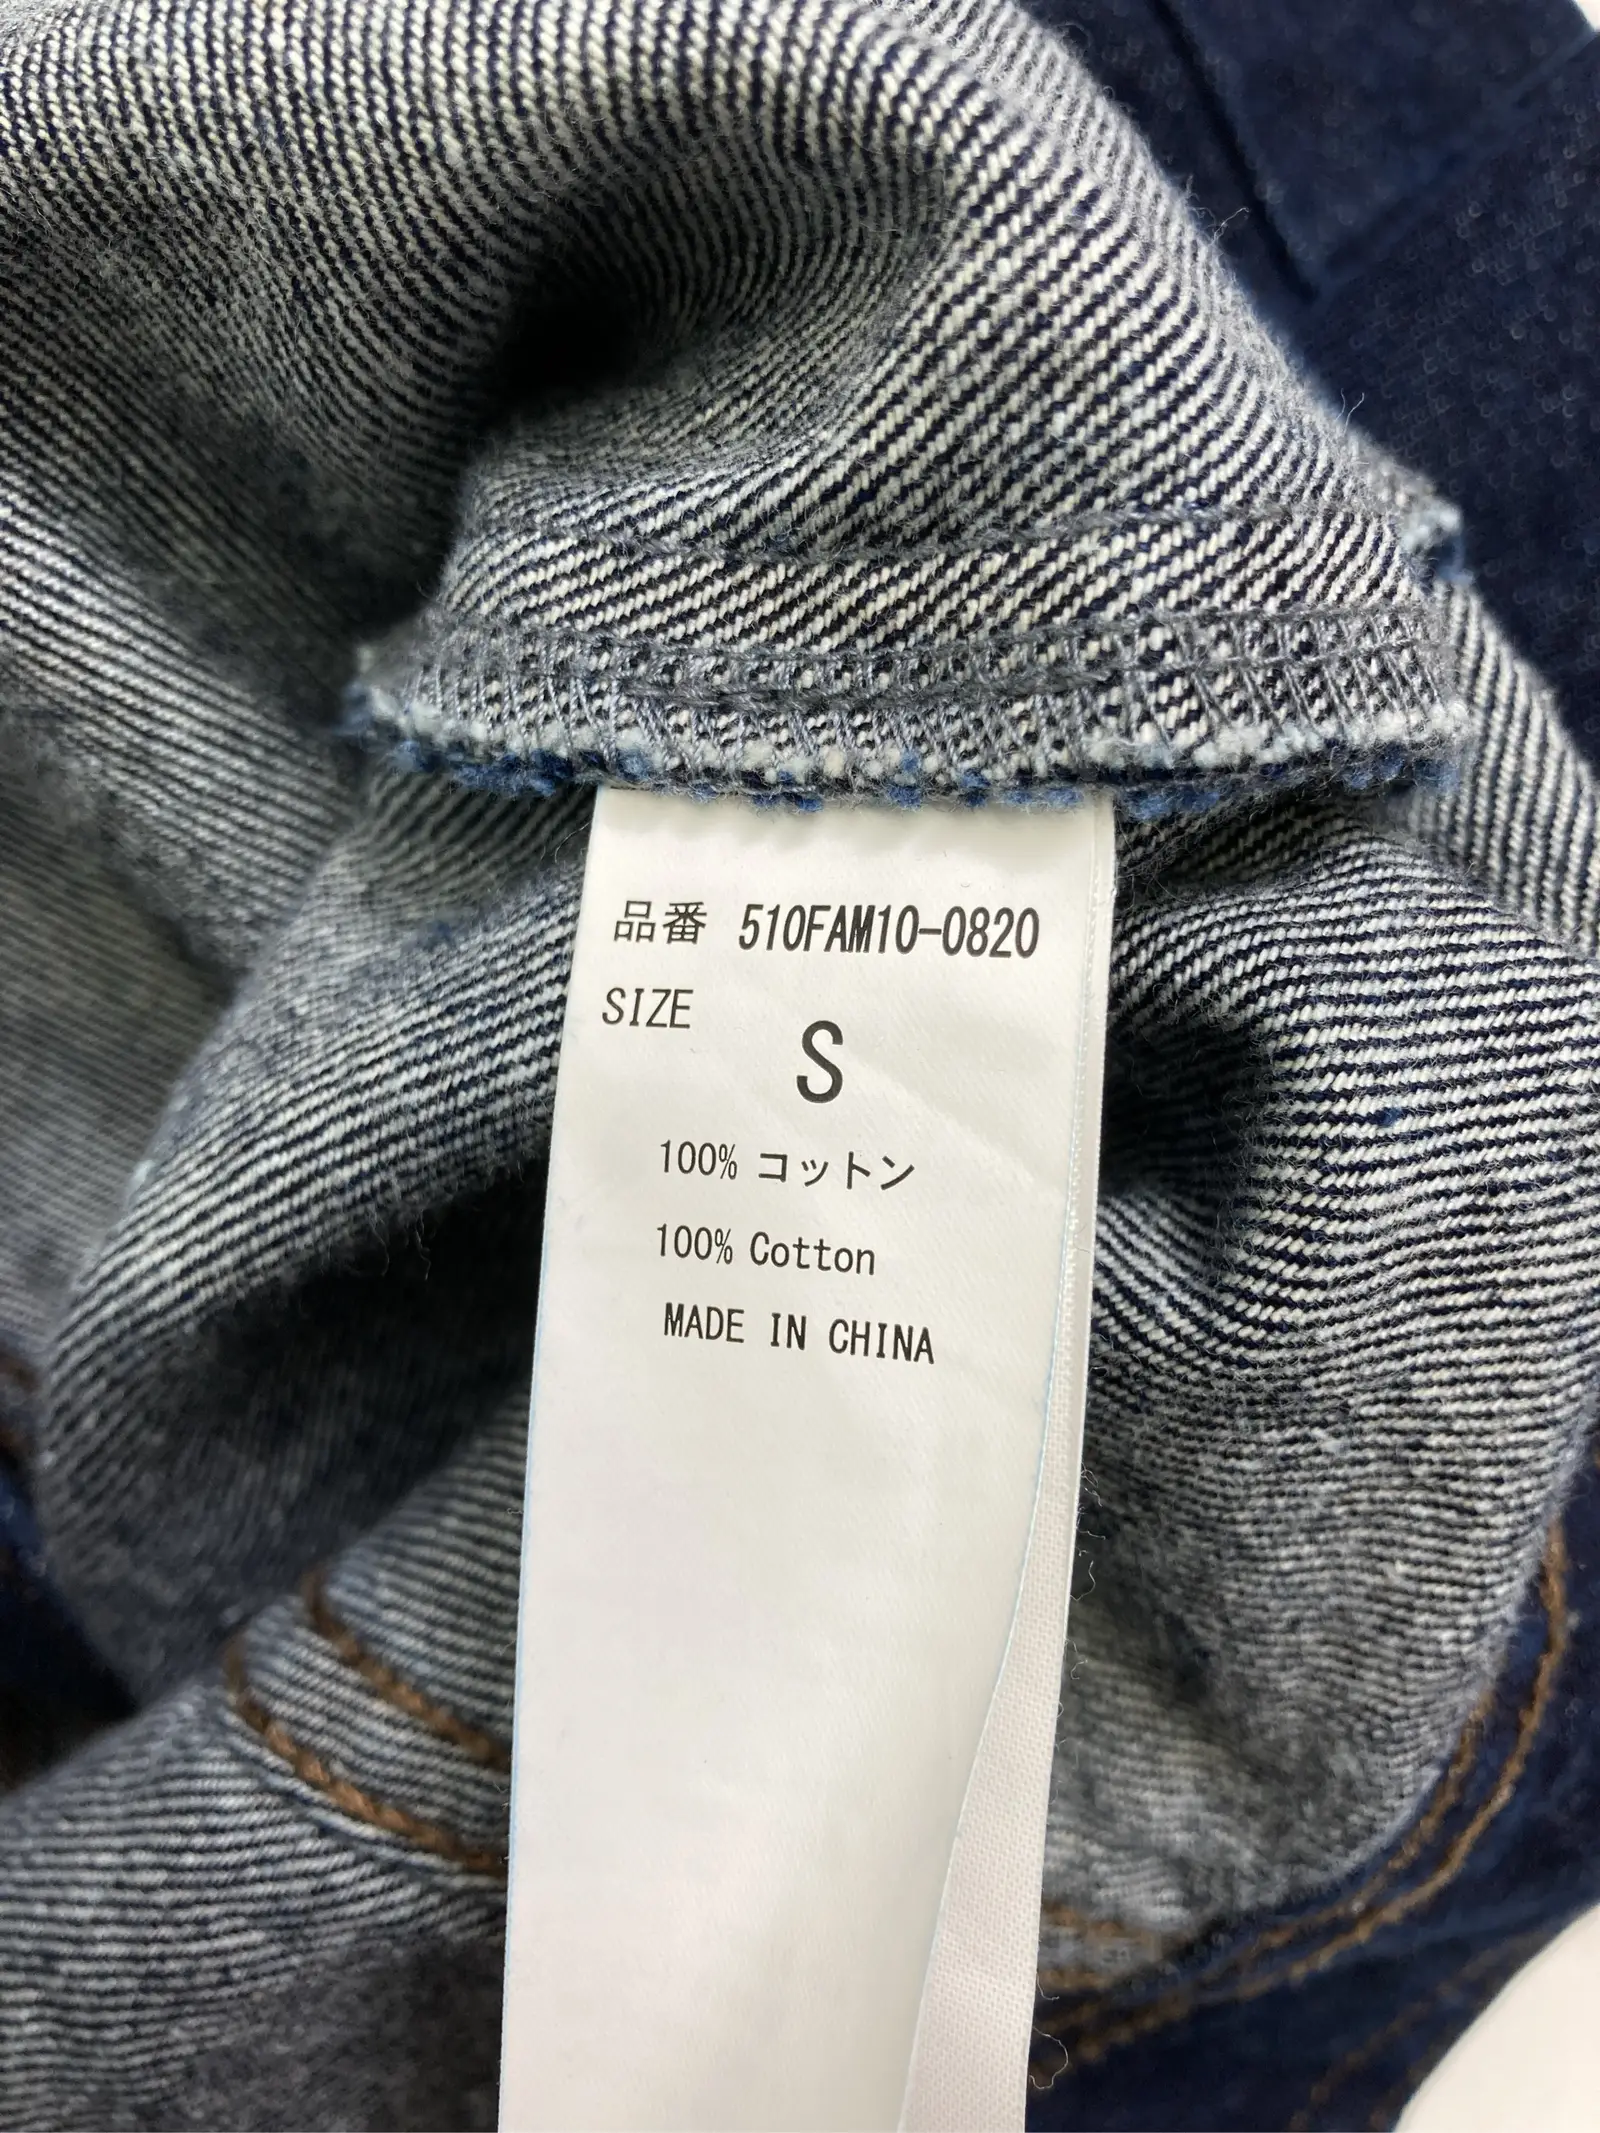 品番 510FAM10-0820
SIZE
S
100% コットン
100% Cotton
MADE IN CHINA